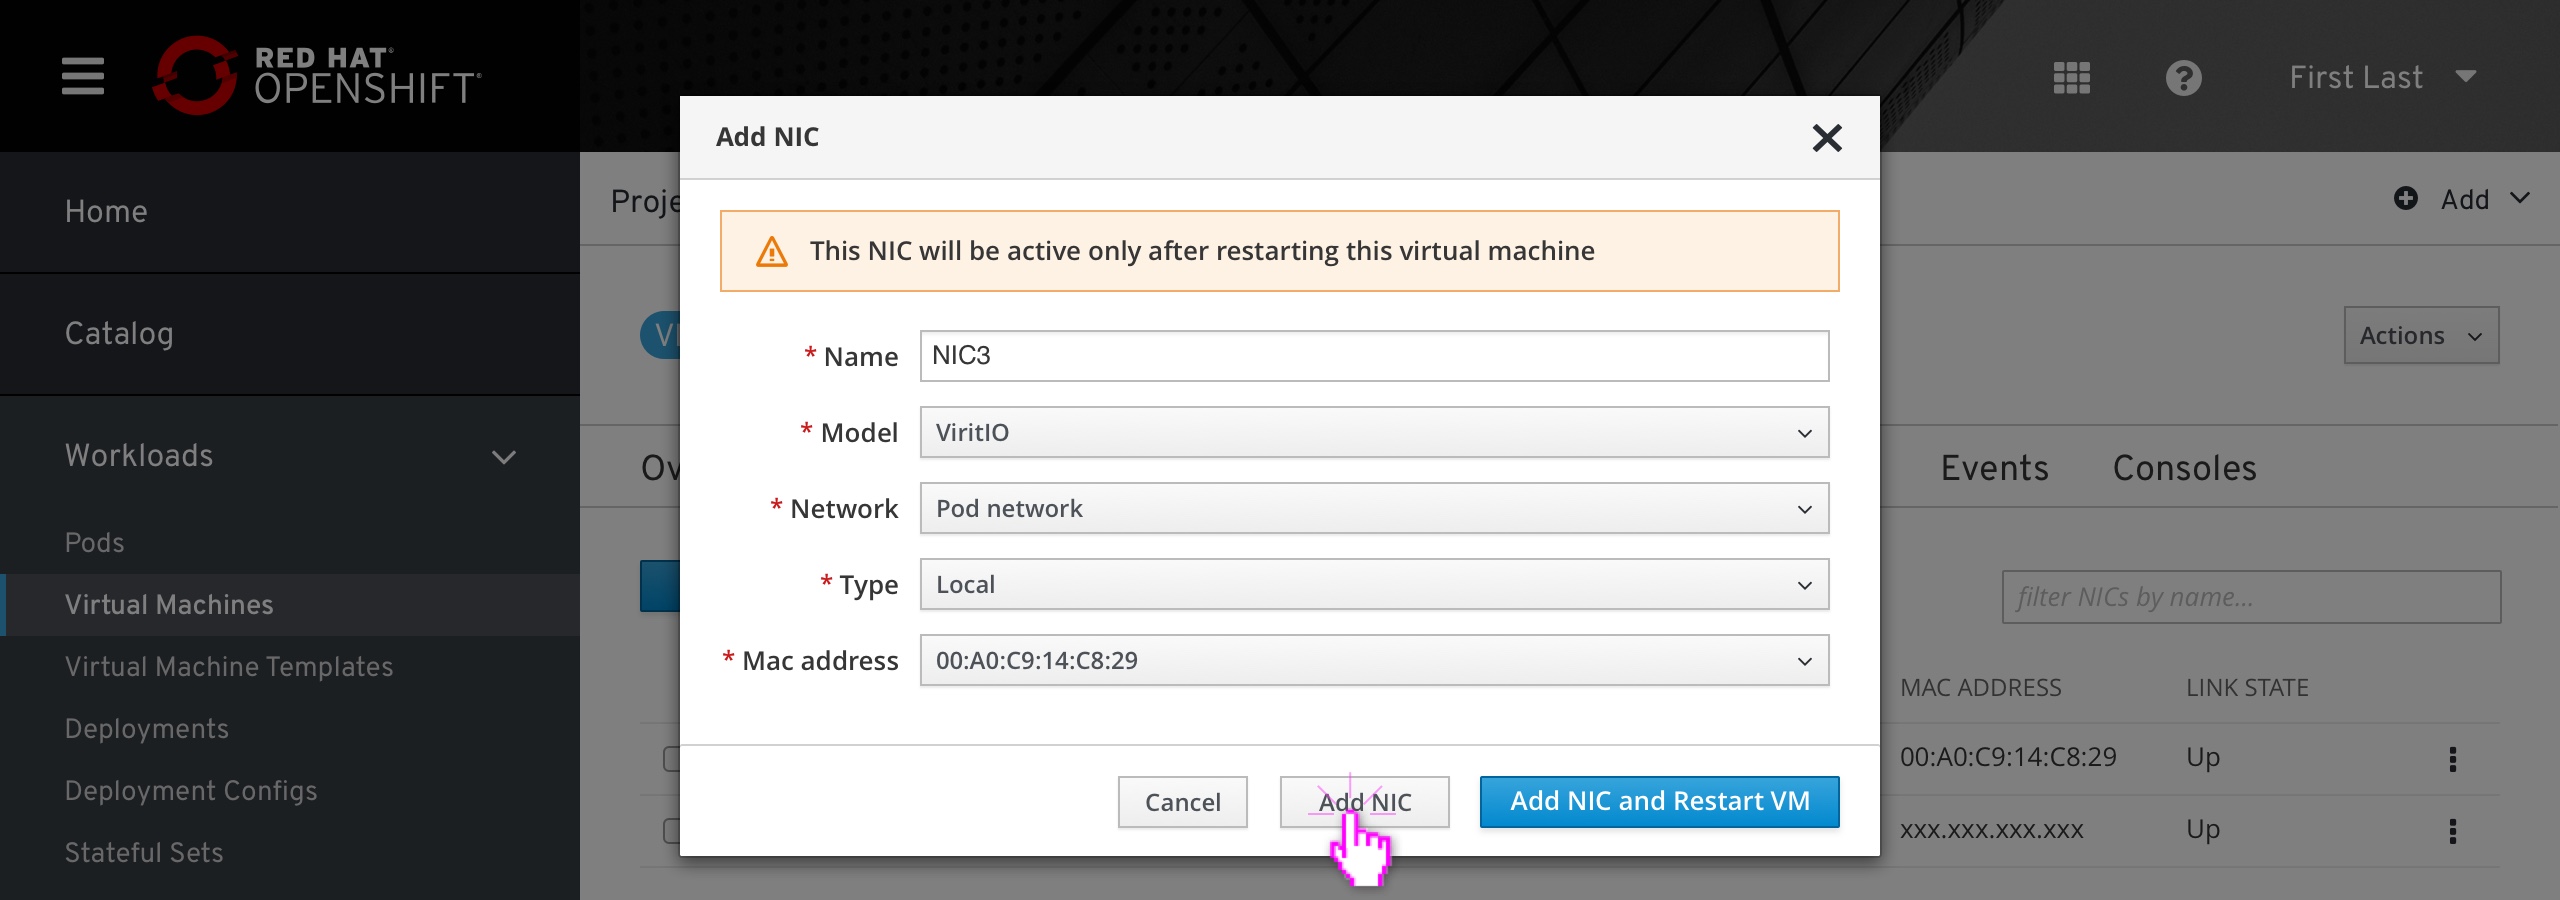 RED HAT®
OPENSHIFT®
First Last
Add NIC
Home
Proje
Add
This NIC will be active only after restarting this virtual machine
Catalog
Actions
* Name
NIC3
* Model
ViritIO
Workloads
Events
Consoles
* Network
Pod network
Pods
* Type
Local
filter NICs by name...
Virtual Machines
* Mac address
00:A0:C9:14:C8:29
Virtual Machine Templates
MAC ADDRESS
LINK STATE
Deployments
00:A0:C9:14:C8:29
Up
Deployment Configs
Cancel
Add NIC
Add NIC and Restart VM
xxx.xxx.xxx.xxx
Up
Stateful Sets